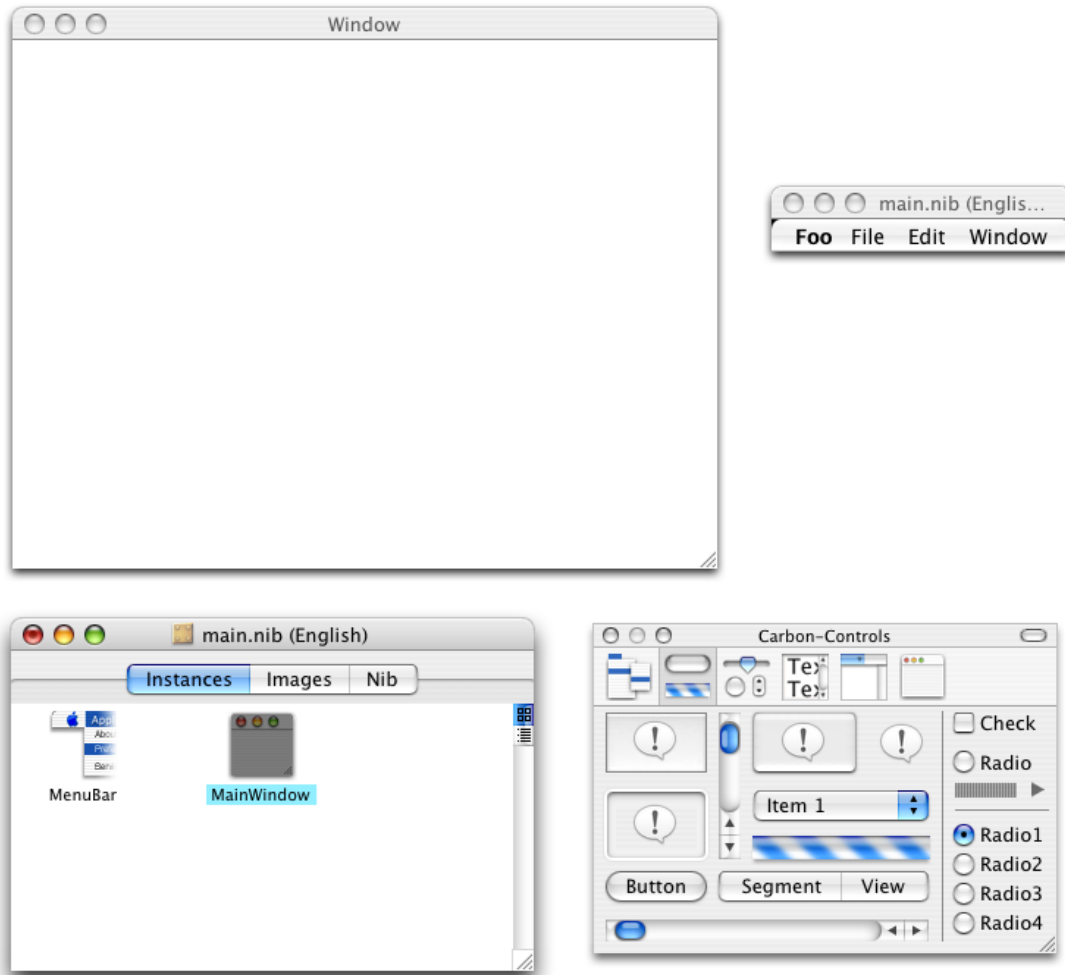 Window
main.nib (Englis...
Foo File Edit Window
main.nib (English)
Instances Images Nib
MenuBar
MainWindow
Carbon-Controls
Check
Radio
Item 1
Radio1
Radio2
Radio3
Radio4
Button
Segment View